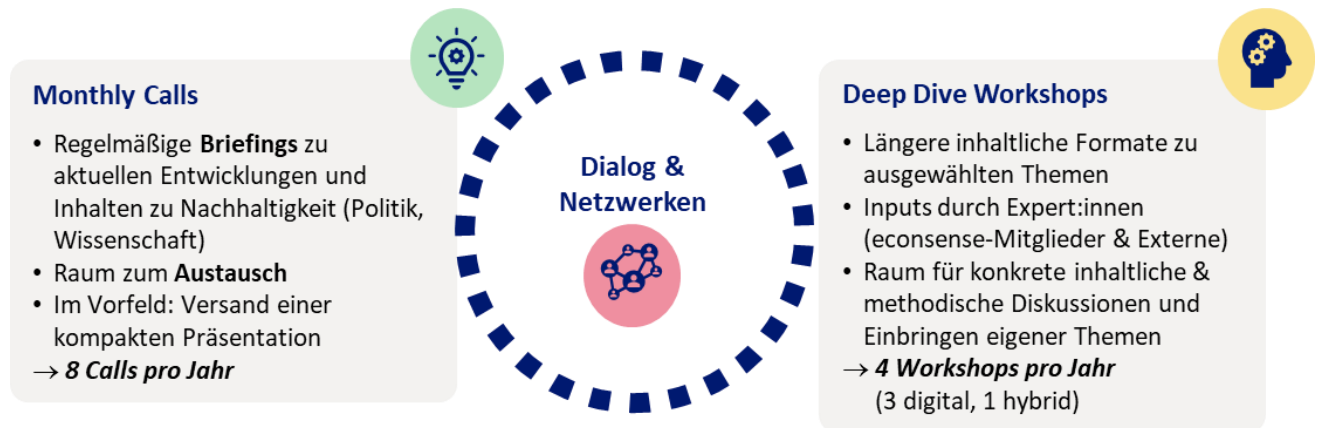 Monthly Calls
• Regelmäßige Briefings zu
aktuellen Entwicklungen und
Inhalten zu Nachhaltigkeit (Politik,
Wissenschaft)
• Raum zum Austausch
• Im Vorfeld: Versand einer
kompakten Präsentation
→ 8 Calls pro Jahr
Dialog &
Netzwerken
Deep Dive Workshops
• Längere inhaltliche Formate zu
ausgewählten Themen
• Inputs durch Expert:innen
(econsense-Mitglieder & Externe)
• Raum für konkrete inhaltliche &
methodische Diskussionen und
Einbringen eigener Themen
→ 4 Workshops pro Jahr
(3 digital, 1 hybrid)